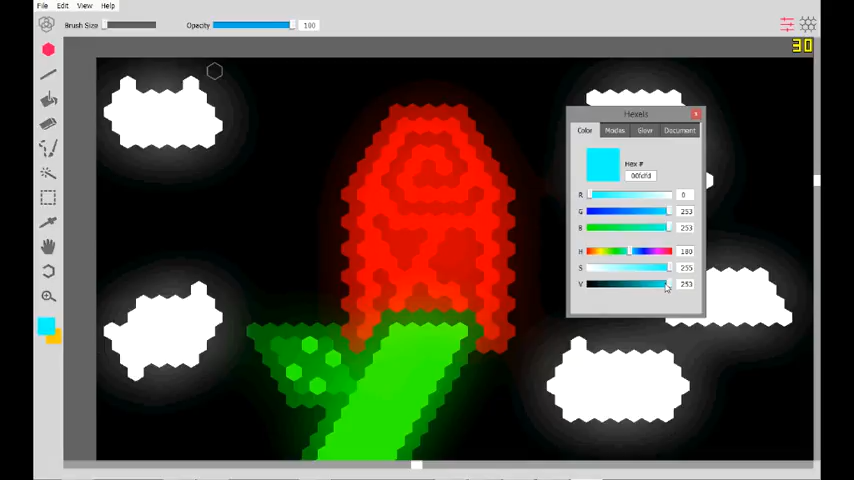 File Edit View Help
Brush Size Opacity 100
30
Hexels
Color Modes Glow Document
Hex #
00fdfd
R 0
G 253
B 253
H 180
S 255
V 253